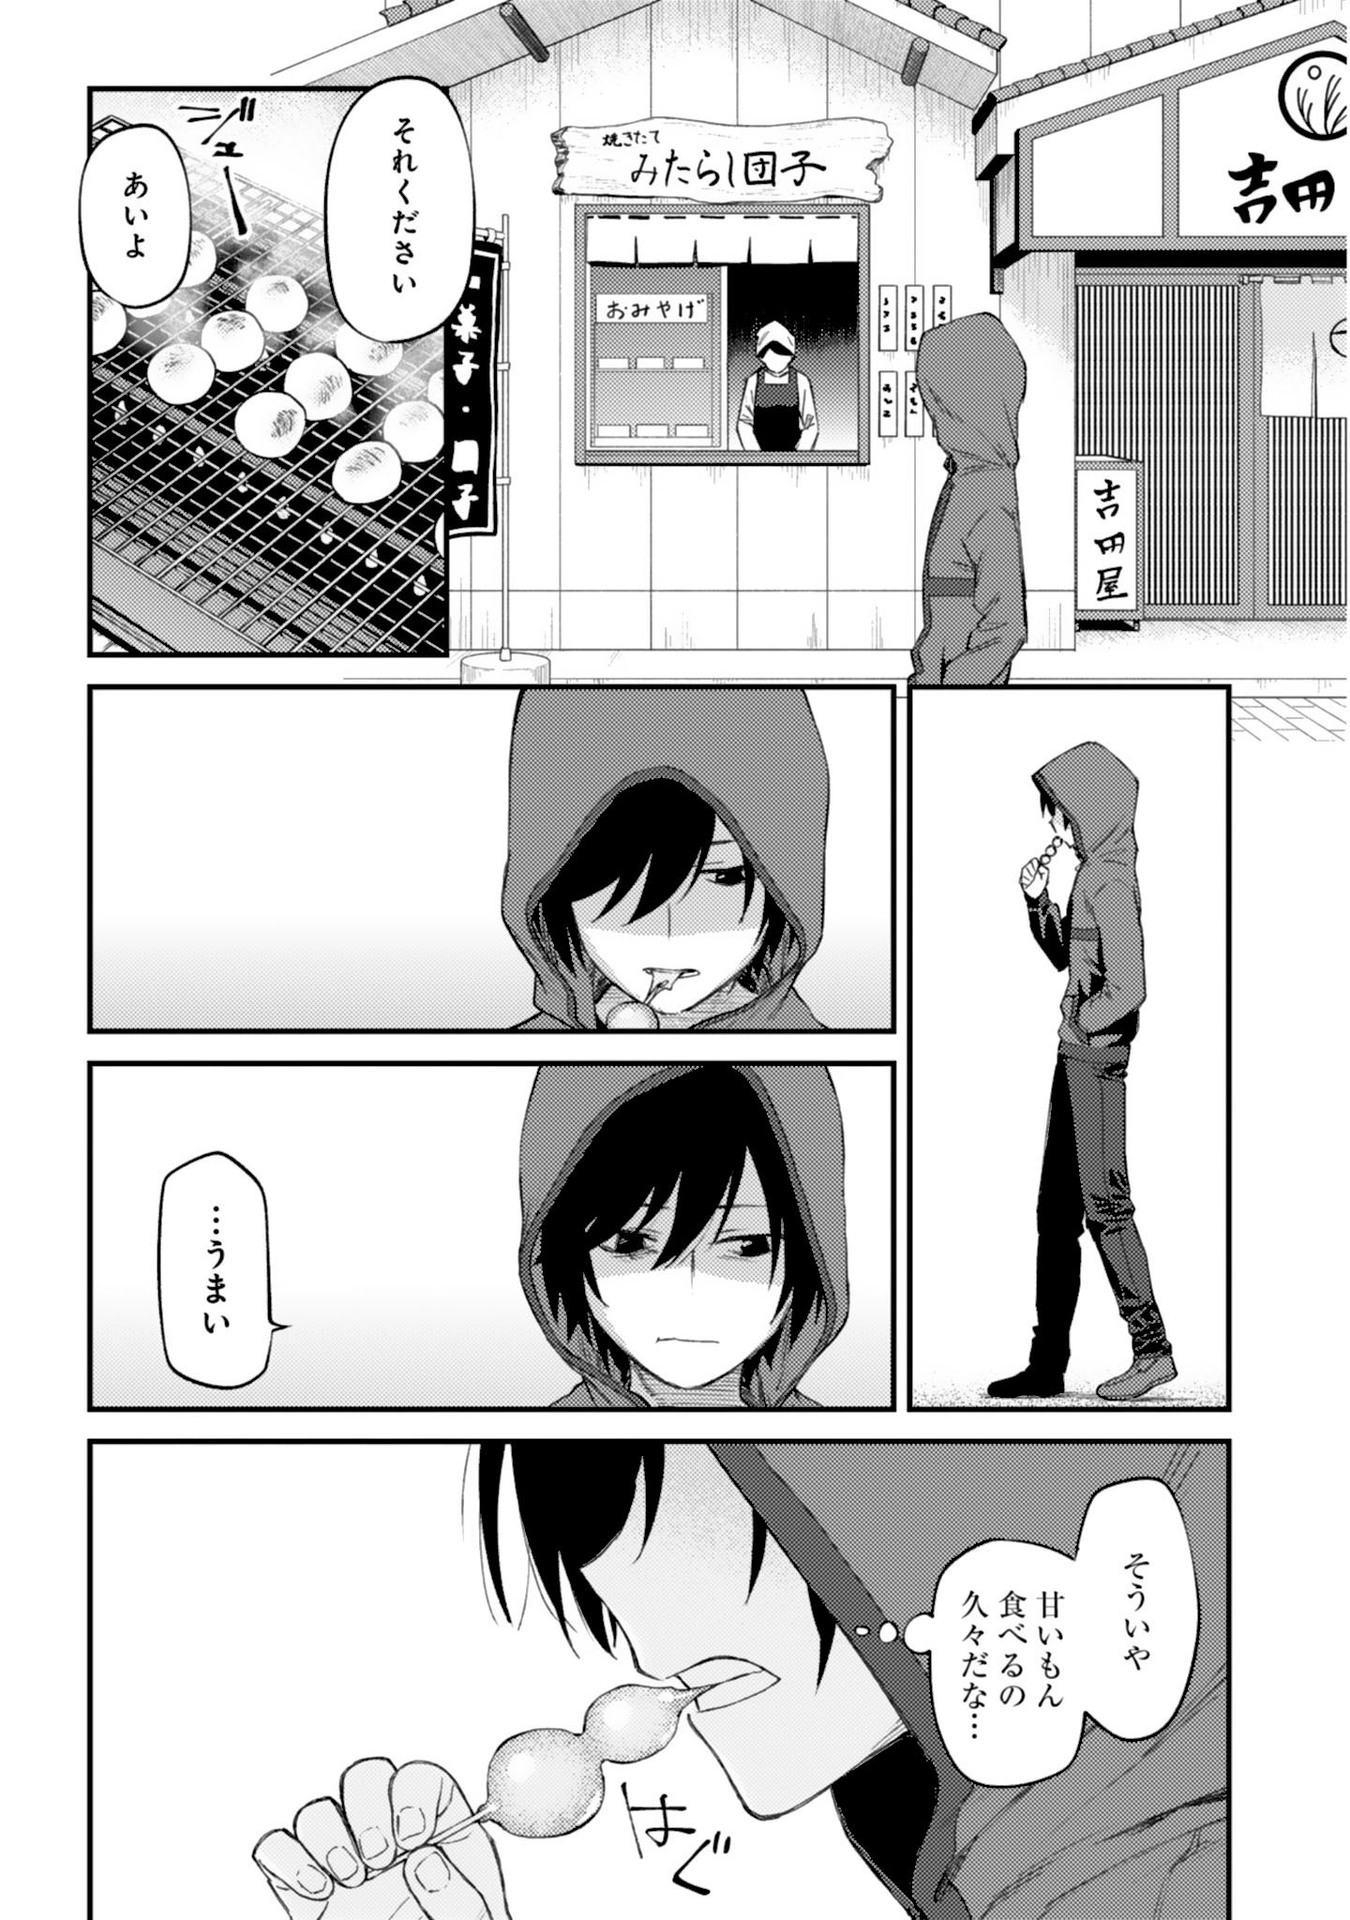 吉田
焼きたて
みたらし団子
おみやげ
吉田屋
それください
あいよ
ジュー
菓子・団子
…うまい
そういや
甘いもん
食べるの
久々だな…
はぐ